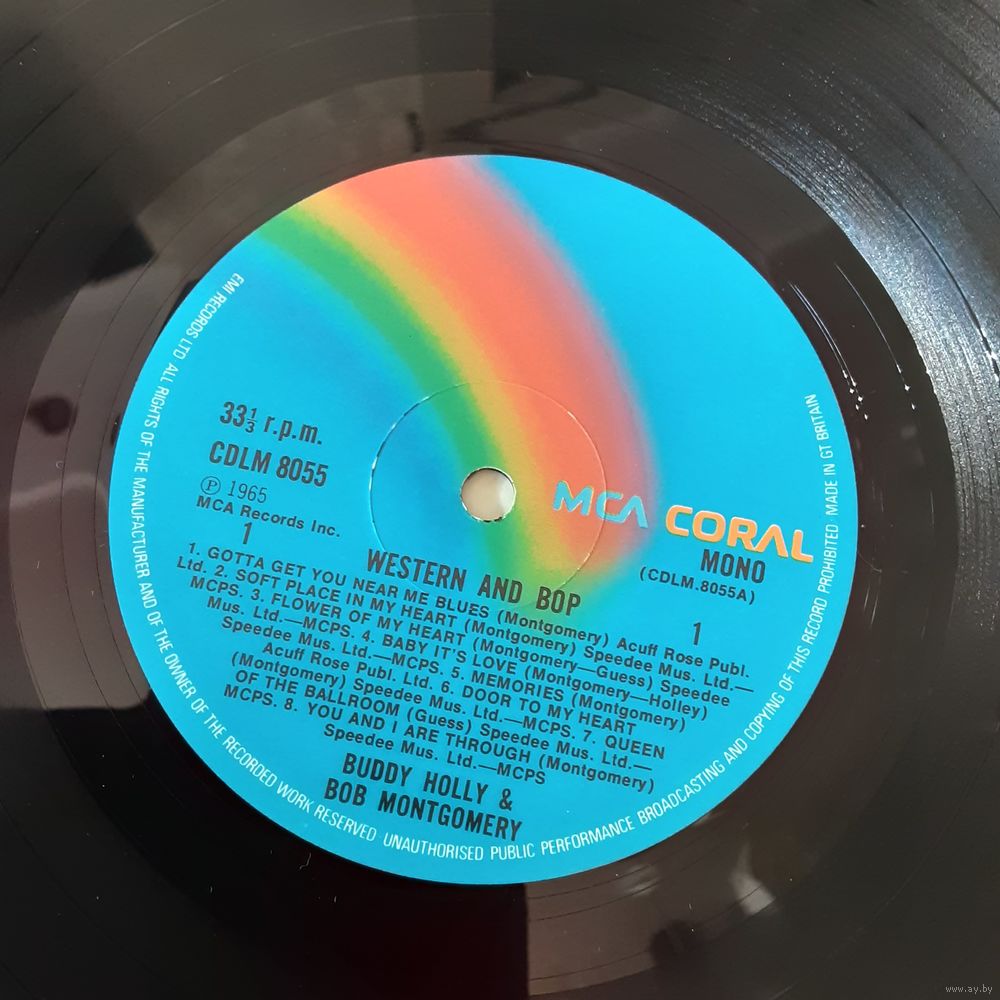 EMI RECORDS LTD. ALL RIGHTS OF THE MANUFACTURER AND OF THE OWNER OF THE RECORDED WORK RESERVED · UNAUTHORISED PUBLIC PERFORMANCE BROADCASTING AND COPYING OF THIS RECORD PROHIBITED · MADE IN GT BRITAIN
33⅓ r.p.m.
CDLM 8055
℗ 1965
MCA Records Inc.
1
MCA CORAL
MONO
(CDLM.8055A)
1
WESTERN AND BOP
1. GOTTA GET YOU NEAR ME BLUES (Montgomery) Acuff Rose Publ.
Ltd. 2. SOFT PLACE IN MY HEART (Montgomery) Speedee Mus. Ltd.—
MCPS. 3. FLOWER OF MY HEART (Montgomery—Guess) Speedee
Mus. Ltd.—MCPS. 4. BABY IT'S LOVE (Montgomery—Holley)
Speedee Mus. Ltd.—MCPS. 5. MEMORIES (Montgomery)
Acuff Rose Publ. Ltd. 6. DOOR TO MY HEART
(Montgomery) Speedee Mus. Ltd.—MCPS. 7. QUEEN
OF THE BALLROOM (Guess) Speedee Mus. Ltd.—
MCPS. 8. YOU AND I ARE THROUGH (Montgomery)
Speedee Mus. Ltd.—MCPS
BUDDY HOLLY &
BOB MONTGOMERY
www.ay.by